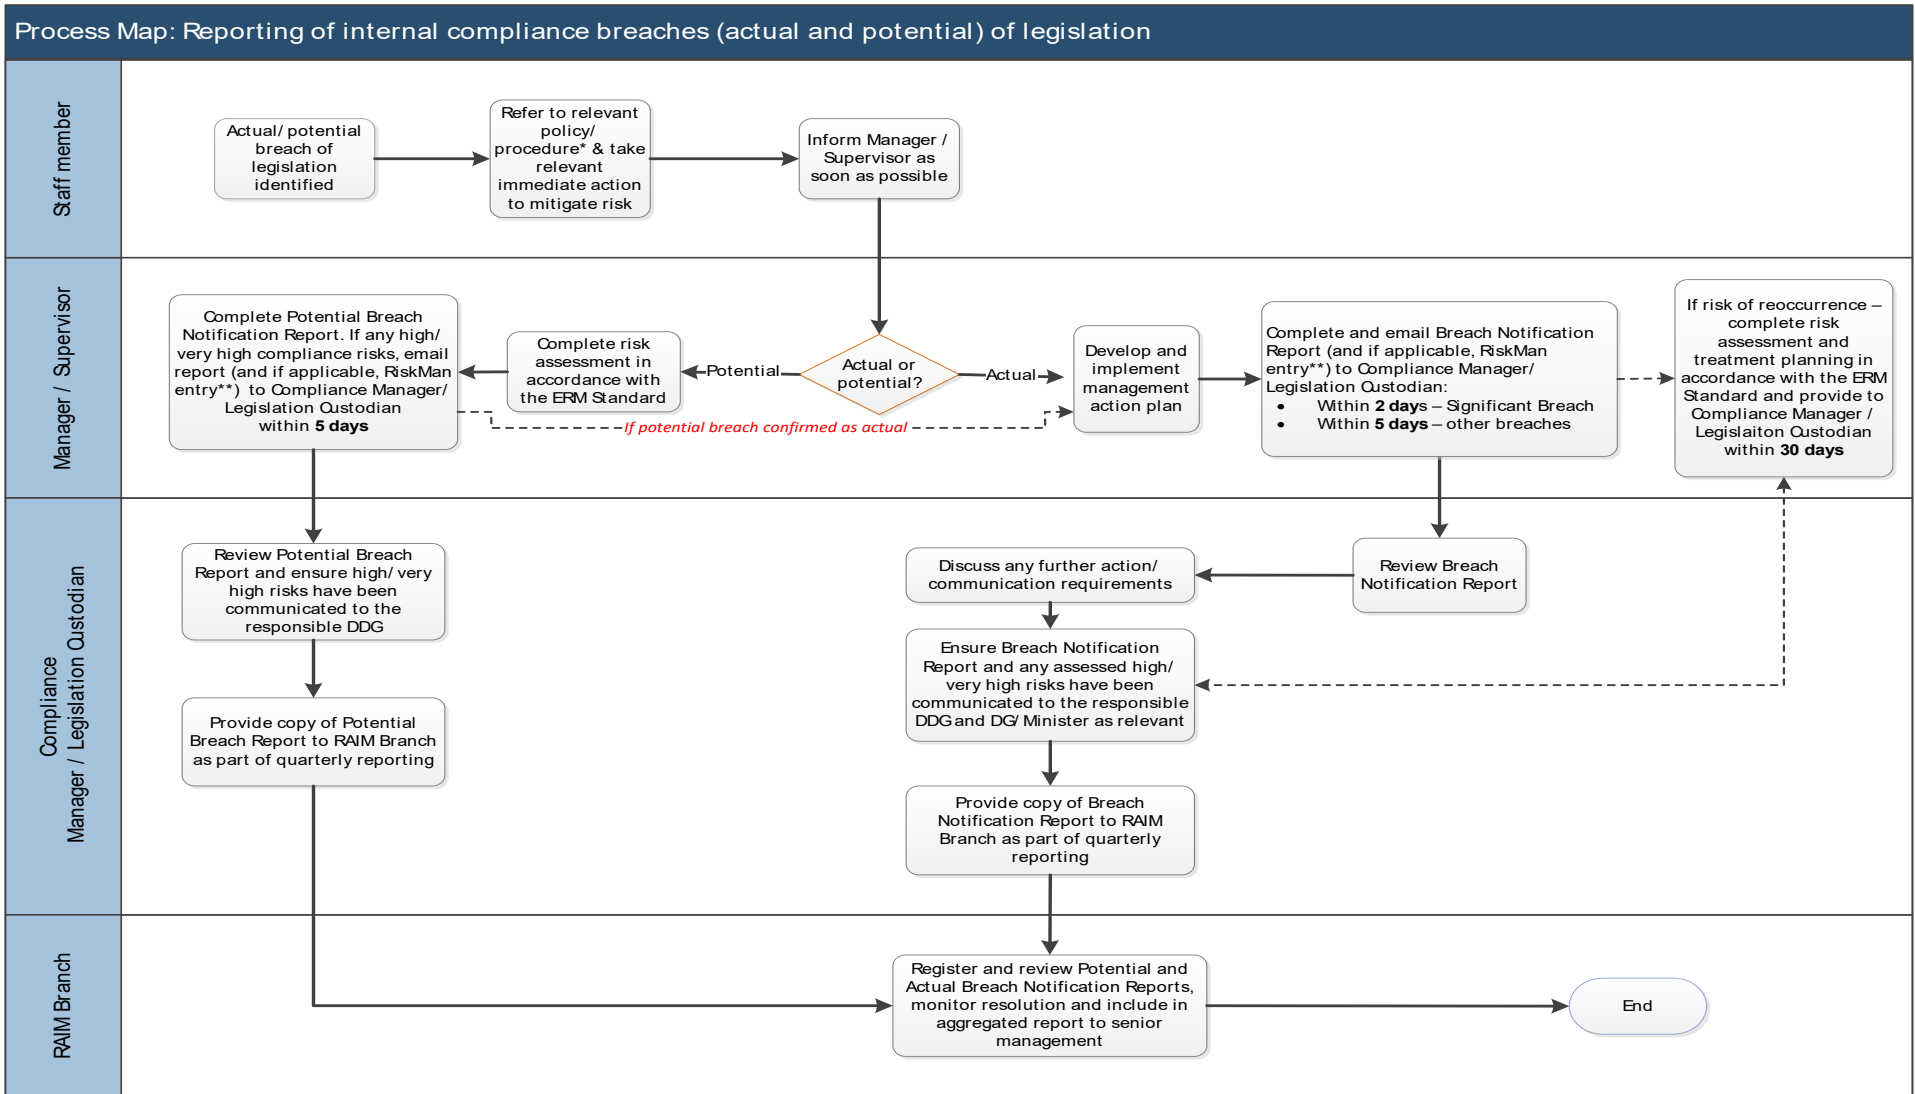 Process Map: Reporting of internal compliance breaches (actual and potential) of legislation
Staff member
Actual/ potential
breach of
legislation
identified
Refer to relevant
policy/
procedure* & take
relevant
immediate action
to mitigate risk
Inform Manager /
Supervisor as
soon as possible
Manager / Supervisor
Complete Potential Breach
Notification Report. If any high/
very high compliance risks, email
report (and if applicable, RiskMan
entry**) to Compliance Manager/
Legislation Custodian
within 5 days
Complete risk
assessment in
accordance with
the ERM Standard
Potential
Actual or
potential?
Actual
Develop and
implement
management
action plan
Complete and email Breach Notification
Report (and if applicable, RiskMan
entry**) to Compliance Manager/
Legislation Custodian:
• Within 2 days – Significant Breach
• Within 5 days – other breaches
If risk of reoccurrence –
complete risk
assessment and
treatment planning in
accordance with the ERM
Standard and provide to
Compliance Manager /
Legislaiton Custodian
within 30 days
If potential breach confirmed as actual
Compliance
Manager / Legislation Custodian
Review Potential Breach
Report and ensure high/ very
high risks have been
communicated to the
responsible DDG
Provide copy of Potential
Breach Report to RAIM Branch
as part of quarterly reporting
Discuss any further action/
communication requirements
Review Breach
Notification Report
Ensure Breach Notification
Report and any assessed high/
very high risks have been
communicated to the responsible
DDG and DG/ Minister as relevant
Provide copy of Breach
Notification Report to RAIM
Branch as part of quarterly
reporting
RAIM Branch
Register and review Potential and
Actual Breach Notification Reports,
monitor resolution and include in
aggregated report to senior
management
End